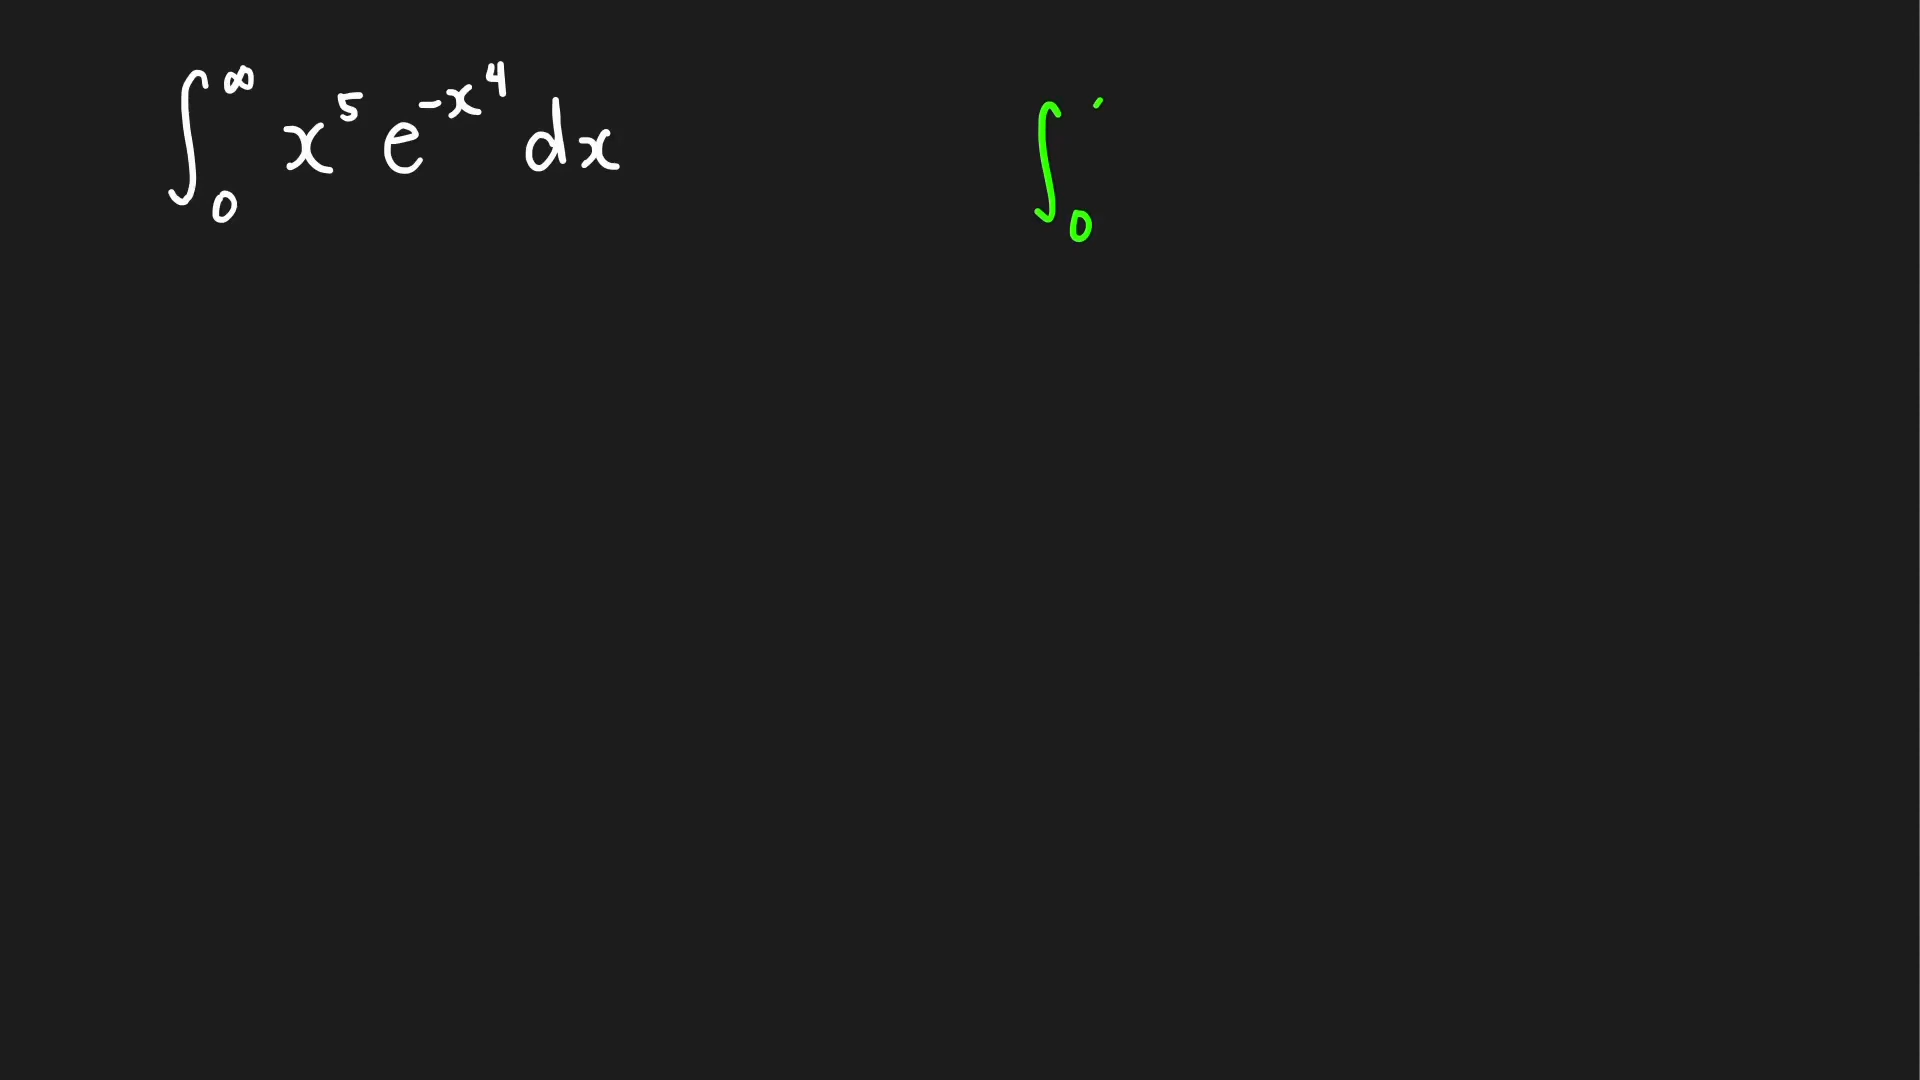 ∫₀^∞ x⁵ e^{-x⁴} dx
∫₀